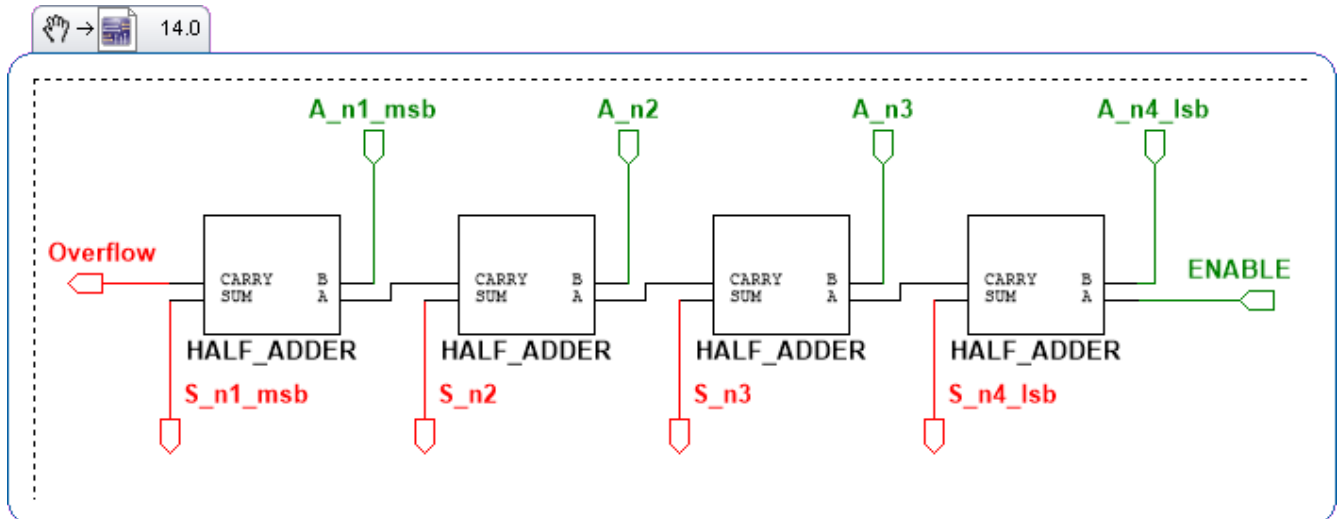 14.0
A_n1_msb A_n2 A_n3 A_n4_lsb
Overflow
ENABLE
CARRY B CARRY B CARRY B CARRY B
SUM A SUM A SUM A SUM A
HALF_ADDER HALF_ADDER HALF_ADDER HALF_ADDER
S_n1_msb S_n2 S_n3 S_n4_lsb